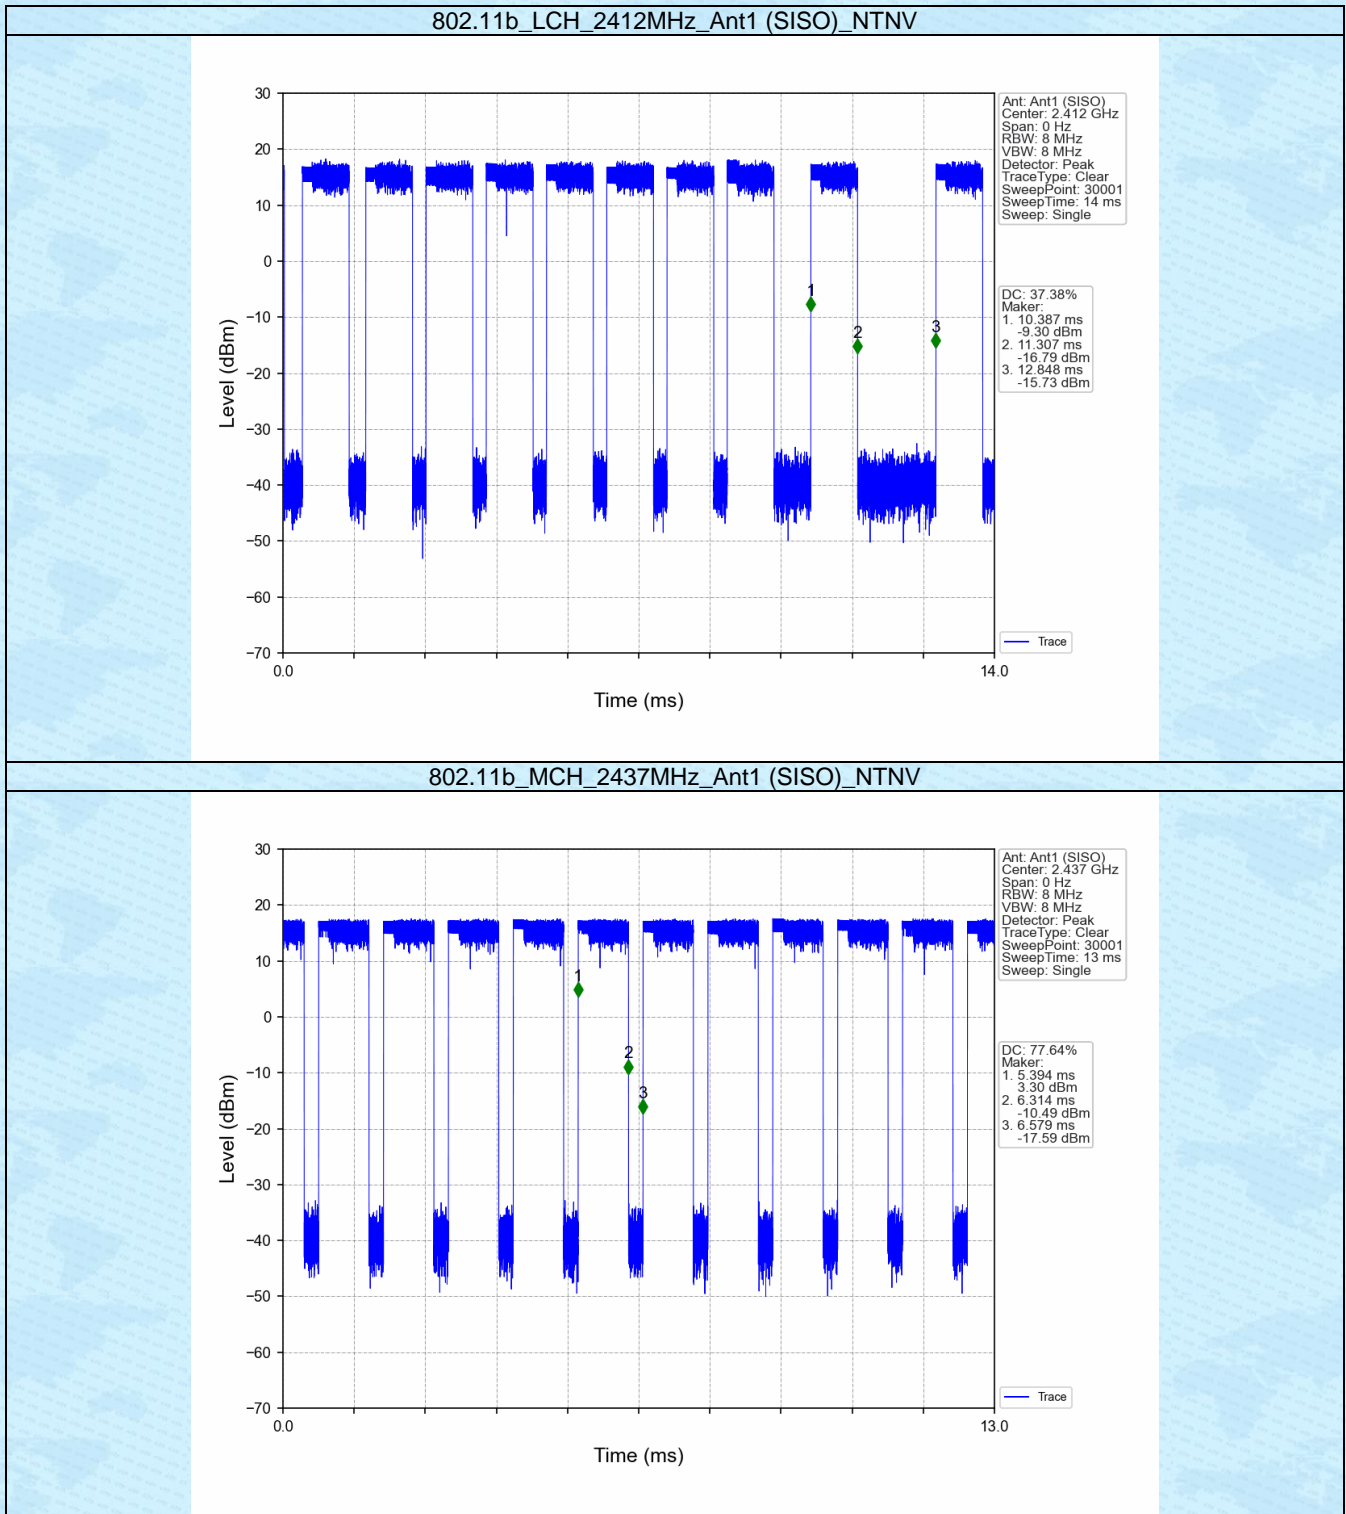 802.11b_LCH_2412MHz_Ant1 (SISO)_NTNV
30
20
10
0
−10
−20
−30
−40
−50
−60
−70
Level (dBm)
0.0
14.0
Time (ms)
1
2
3
Ant: Ant1 (SISO)
Center: 2.412 GHz
Span: 0 Hz
RBW: 8 MHz
VBW: 8 MHz
Detector: Peak
TraceType: Clear
SweepPoint: 30001
SweepTime: 14 ms
Sweep: Single
DC: 37.38%
Maker:
1. 10.387 ms
-9.30 dBm
2. 11.307 ms
-16.79 dBm
3. 12.848 ms
-15.73 dBm
Trace
802.11b_MCH_2437MHz_Ant1 (SISO)_NTNV
30
20
10
0
−10
−20
−30
−40
−50
−60
−70
Level (dBm)
0.0
13.0
Time (ms)
1
2
3
Ant: Ant1 (SISO)
Center: 2.437 GHz
Span: 0 Hz
RBW: 8 MHz
VBW: 8 MHz
Detector: Peak
TraceType: Clear
SweepPoint: 30001
SweepTime: 13 ms
Sweep: Single
DC: 77.64%
Maker:
1. 5.394 ms
3.30 dBm
2. 6.314 ms
-10.49 dBm
3. 6.579 ms
-17.59 dBm
Trace